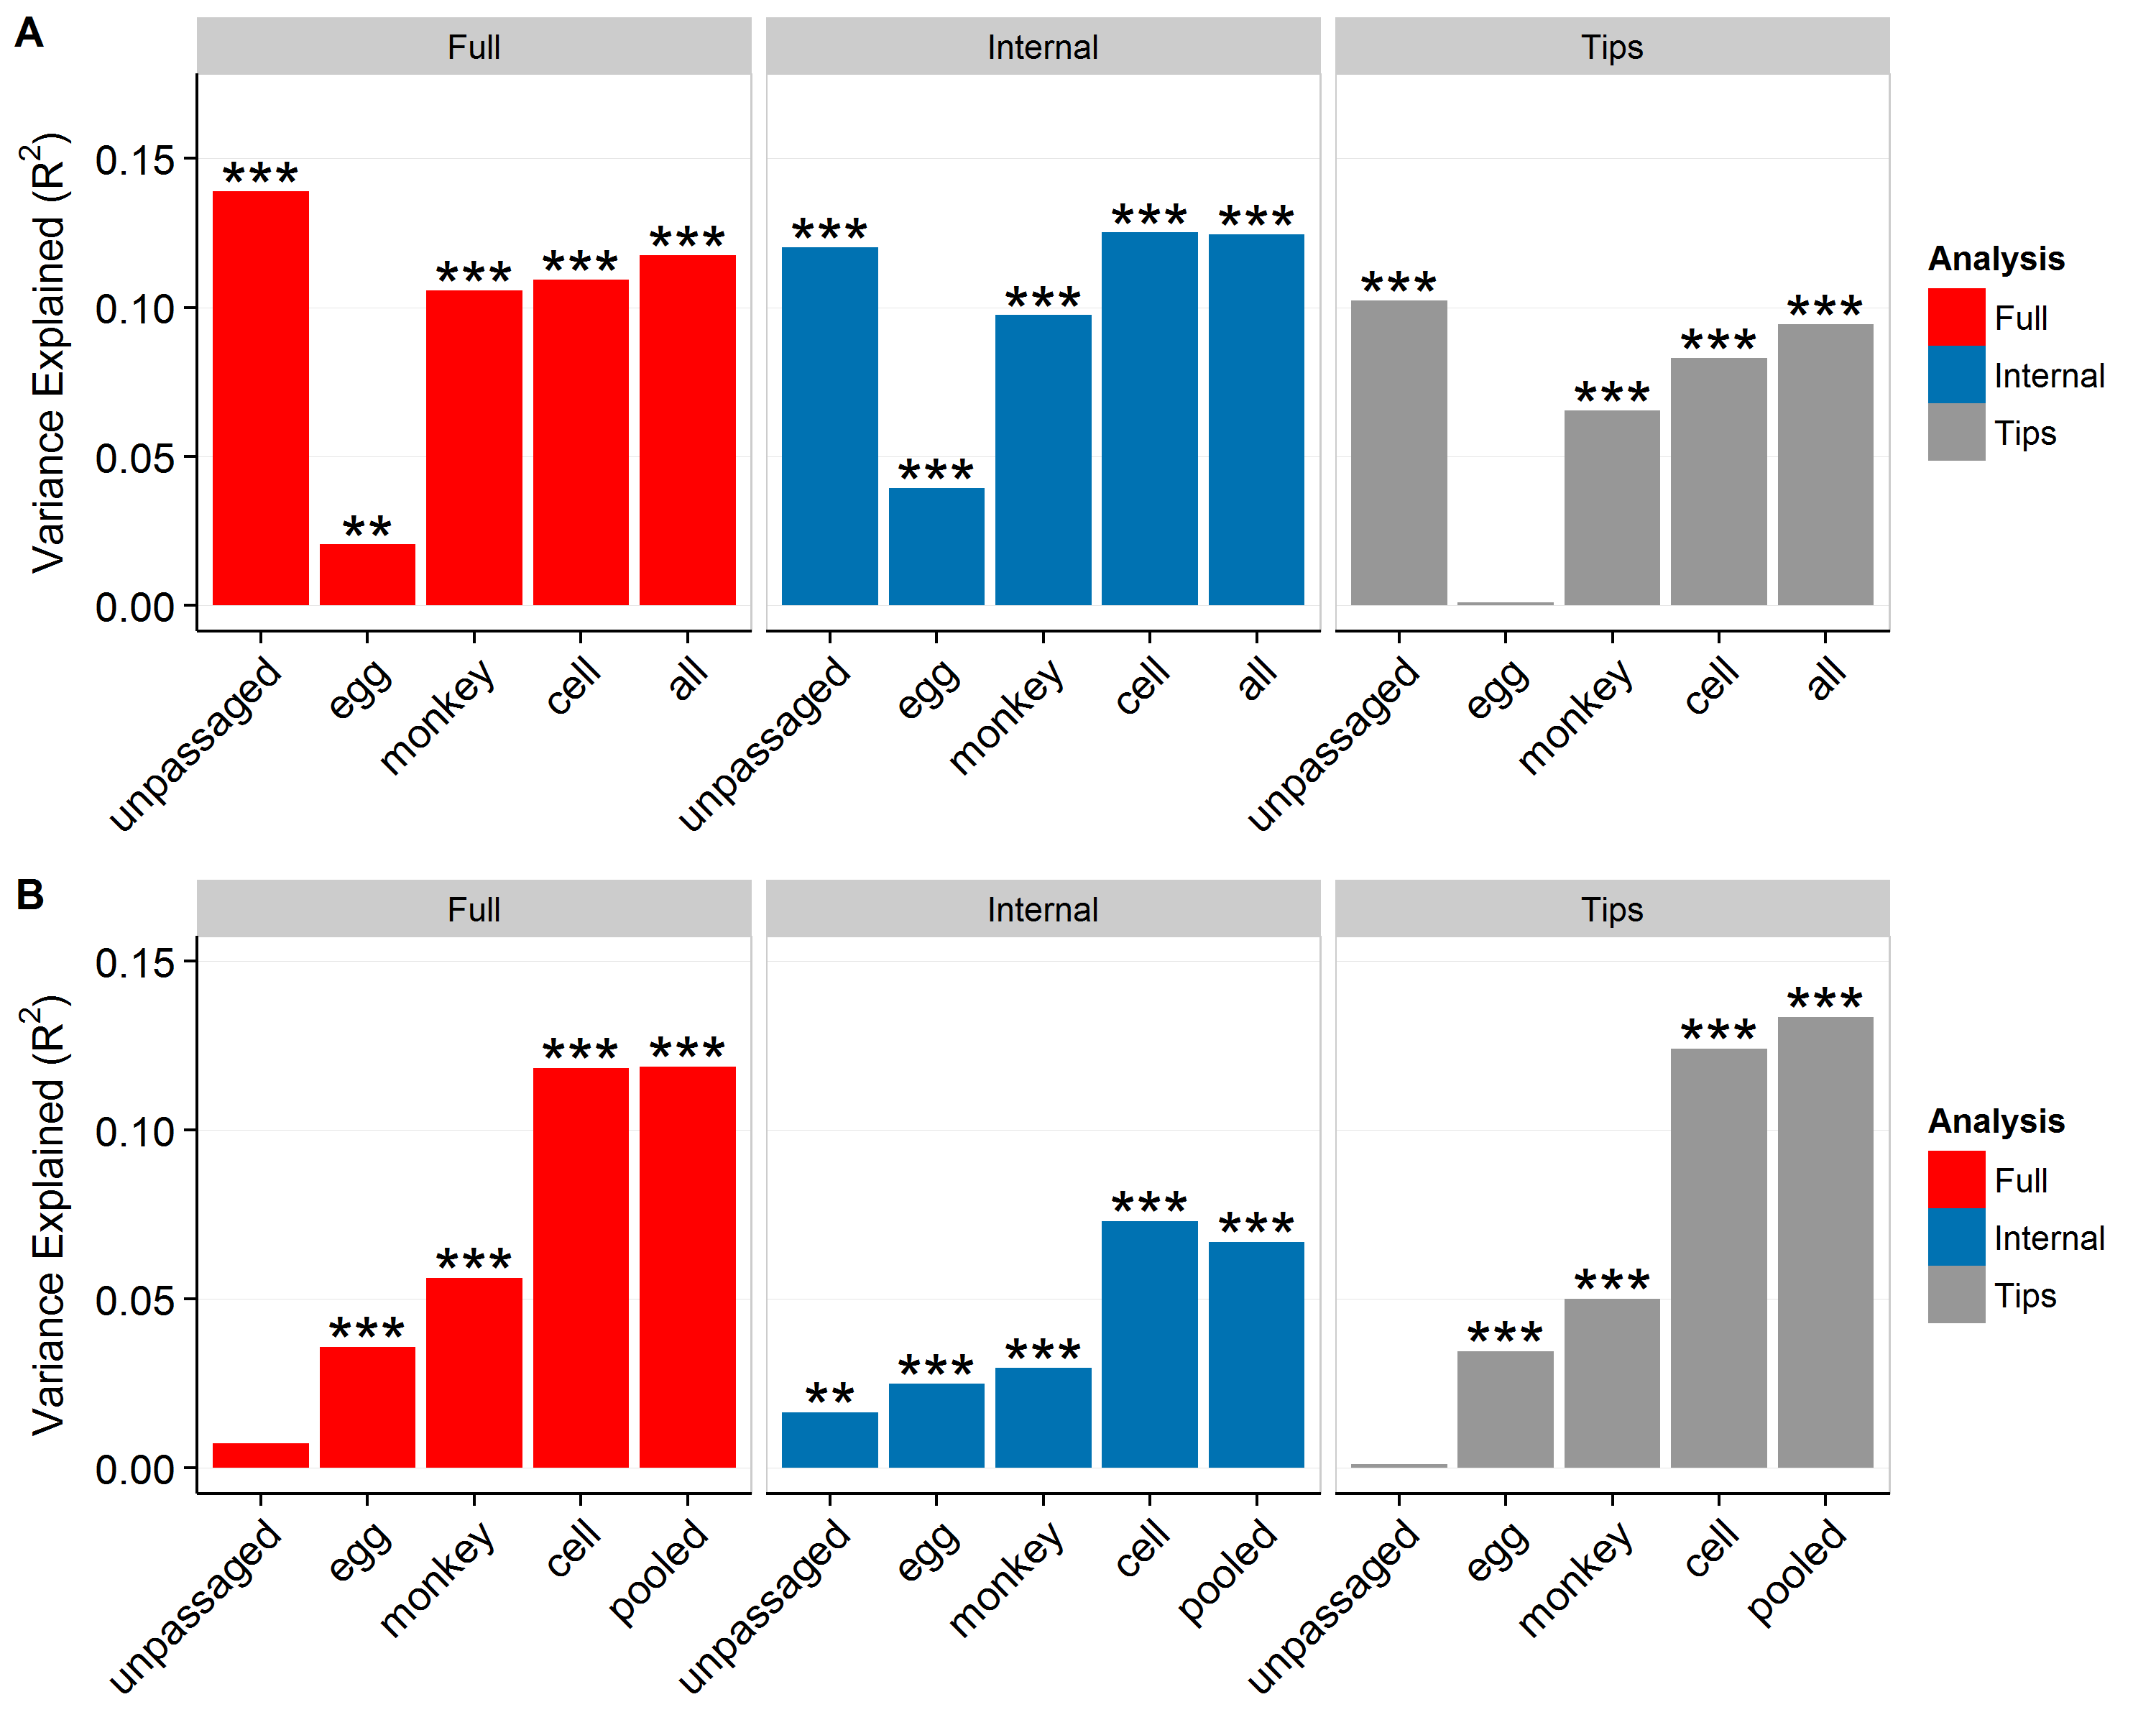 A
Full Internal Tips
Variance Explained (R²)
0.15
0.10
0.05
0.00
*** ** *** *** ***
*** *** *** *** ***
*** *** *** ***
unpassaged egg monkey cell all
unpassaged egg monkey cell all
unpassaged egg monkey cell all
Analysis
Full
Internal
Tips
B
Full Internal Tips
Variance Explained (R²)
0.15
0.10
0.05
0.00
*** *** *** ***
** *** *** *** ***
*** *** *** ***
unpassaged egg monkey cell pooled
unpassaged egg monkey cell pooled
unpassaged egg monkey cell pooled
Analysis
Full
Internal
Tips